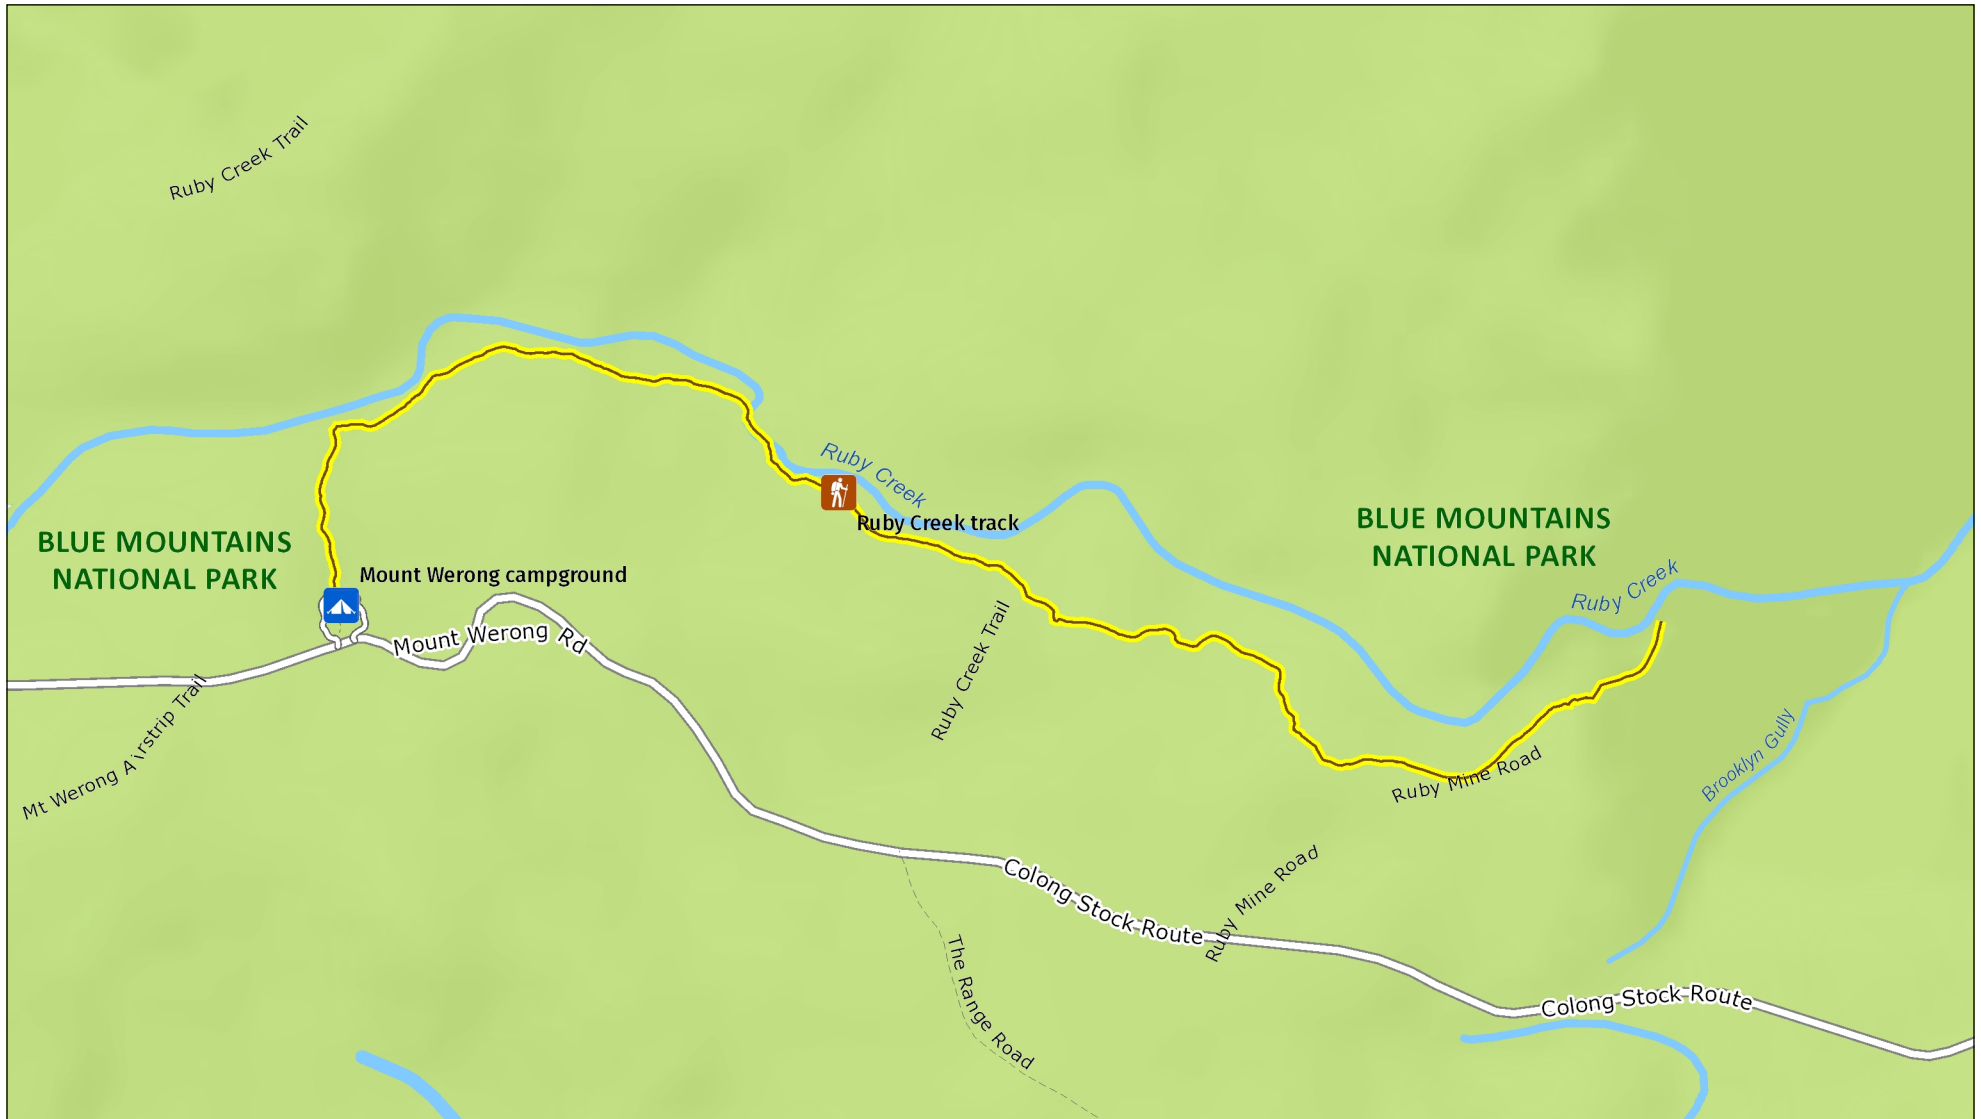 Ruby Creek Trail
Ruby Creek
Ruby Creek track
BLUE MOUNTAINS
NATIONAL PARK
BLUE MOUNTAINS
NATIONAL PARK
Mount Werong campground
Ruby Creek
Mount Werong Rd
Ruby Creek Trail
Mt Werong Airstrip Trail
Ruby Mine Road
Brooklyn Gully
Colong Stock Route
Ruby Mine Road
The Range Road
Colong Stock Route